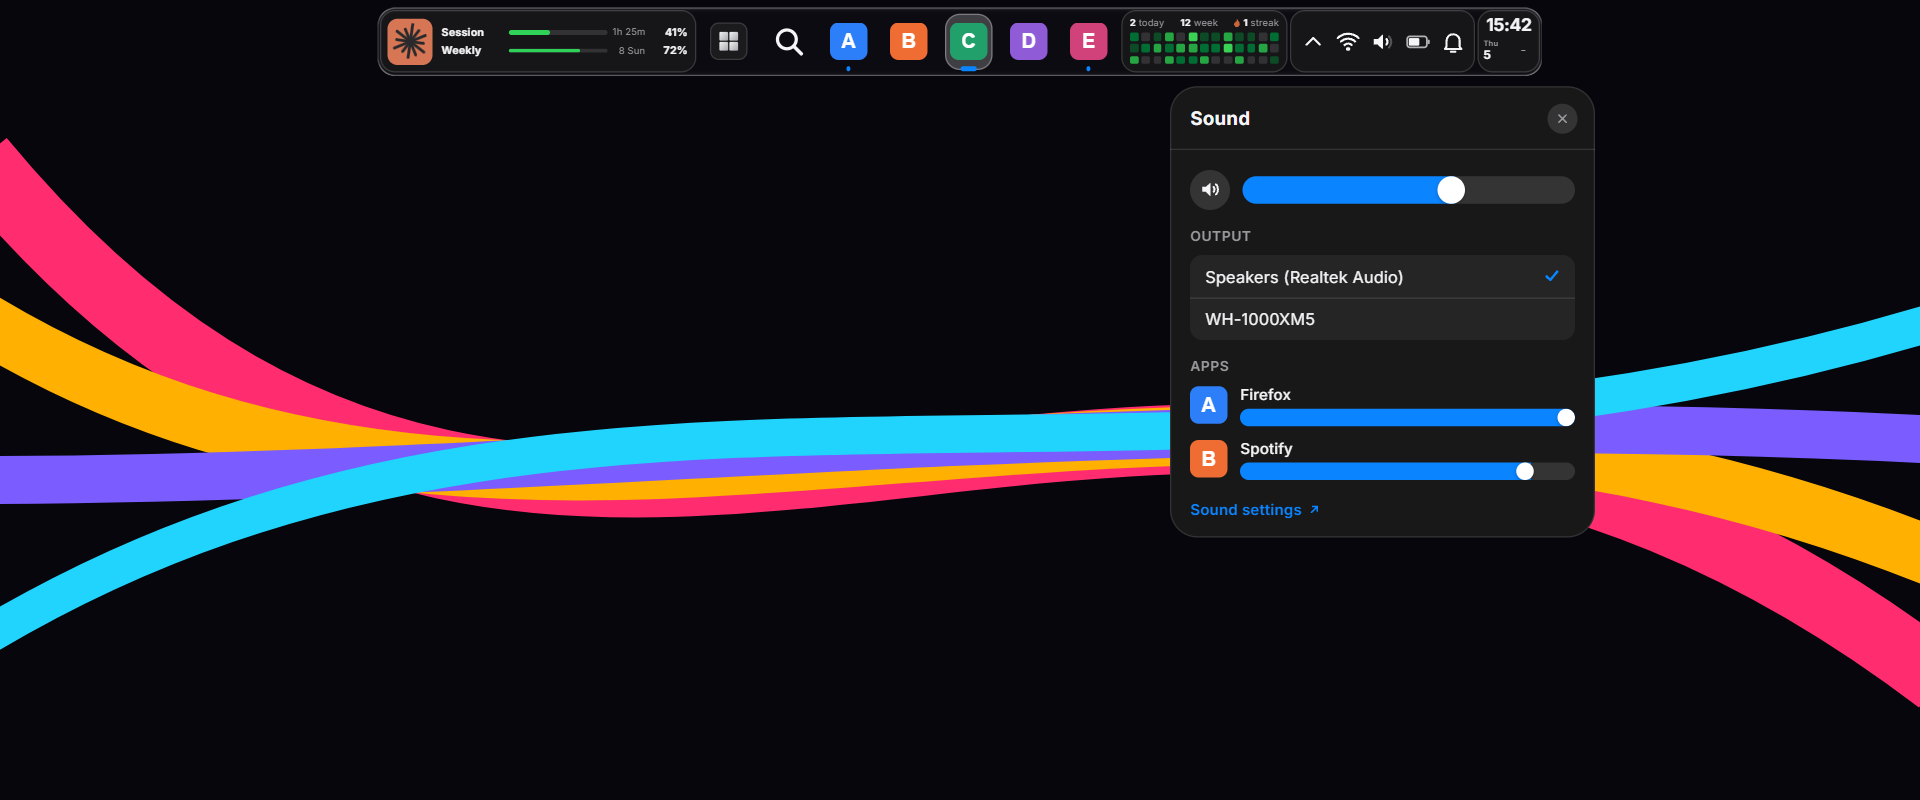 Session 1h 25m 41%
Weekly 8 Sun 72%
A B C D E
2 today 12 week 1 streak
15:42
Thu
5 –
Sound
OUTPUT
Speakers (Realtek Audio)
WH-1000XM5
APPS
A Firefox
B Spotify
Sound settings